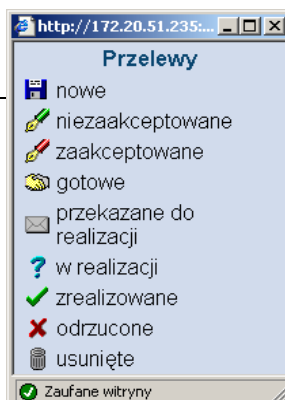 http://172.20.51.235:...
Przelewy
nowe
niezaakceptowane
zaakceptowane
gotowe
przekazane do
realizacji
w realizacji
zrealizowane
odrzucone
usunięte
Zaufane witryny